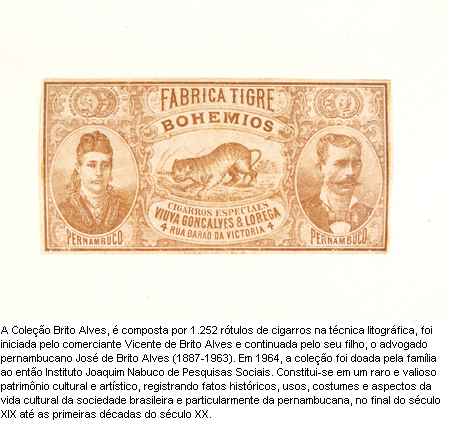 FABRICA TIGRE
BOHEMIOS
CIGARROS ESPECIAES
VIUVA GONCALVES & LOREGA
4 RUA BARÃO DA VICTORIA 4
PERNAMBUCO
PERNAMBUCO
A Coleção Brito Alves, é composta por 1.252 rótulos de cigarros na técnica litográfica, foi
iniciada pelo comerciante Vicente de Brito Alves e continuada pelo seu filho, o advogado
pernambucano José de Brito Alves (1887-1963). Em 1964, a coleção foi doada pela família
ao então Instituto Joaquim Nabuco de Pesquisas Sociais. Constitui-se em um raro e valioso
patrimônio cultural e artístico, registrando fatos históricos, usos, costumes e aspectos da
vida cultural da sociedade brasileira e particularmente da pernambucana, no final do século
XIX até as primeiras décadas do século XX.